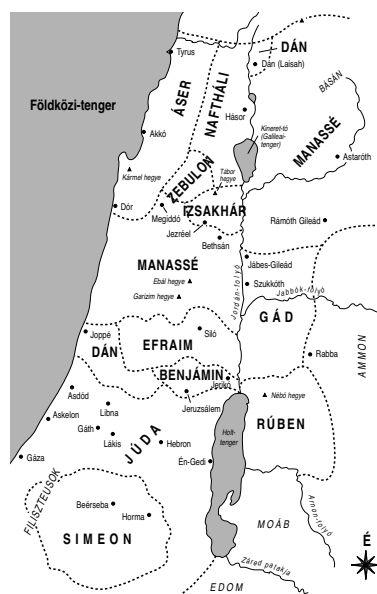 DÁN
Tyrus
Dán (Laisah)
BÁSÁN
Földközi-tenger
ÁSER
NAFTHÁLI
Hásor
Kineret-tó
(Galileai-
tenger)
MANASSÉ
Akkó
Astaróth
Kármel hegye
ZEBULON
Tábor
hegye
Dór
Megiddó
IZSAKHÁR
Jezréel
Rámóth Gileád
Bethsán
MANASSÉ
Jábes-Gileád
Ebál hegye
Szukkóth
Garizim hegye
Jordán-folyó
Jabbók-folyó
GÁD
Joppé
Siló
DÁN
EFRAIM
Rabba
AMMON
BENJÁMIN
Jerikó
Asdód
Jeruzsálem
Nébó hegye
Libna
Askelon
RÚBEN
Gáth
Lákis
JÚDA
Hebron
Holt-
tenger
Gáza
Én-Gedi
FILISZTEUSOK
Beérseba
Horma
Arnon-folyó
MOÁB
SIMEON
É
Záred patakja
EDOM